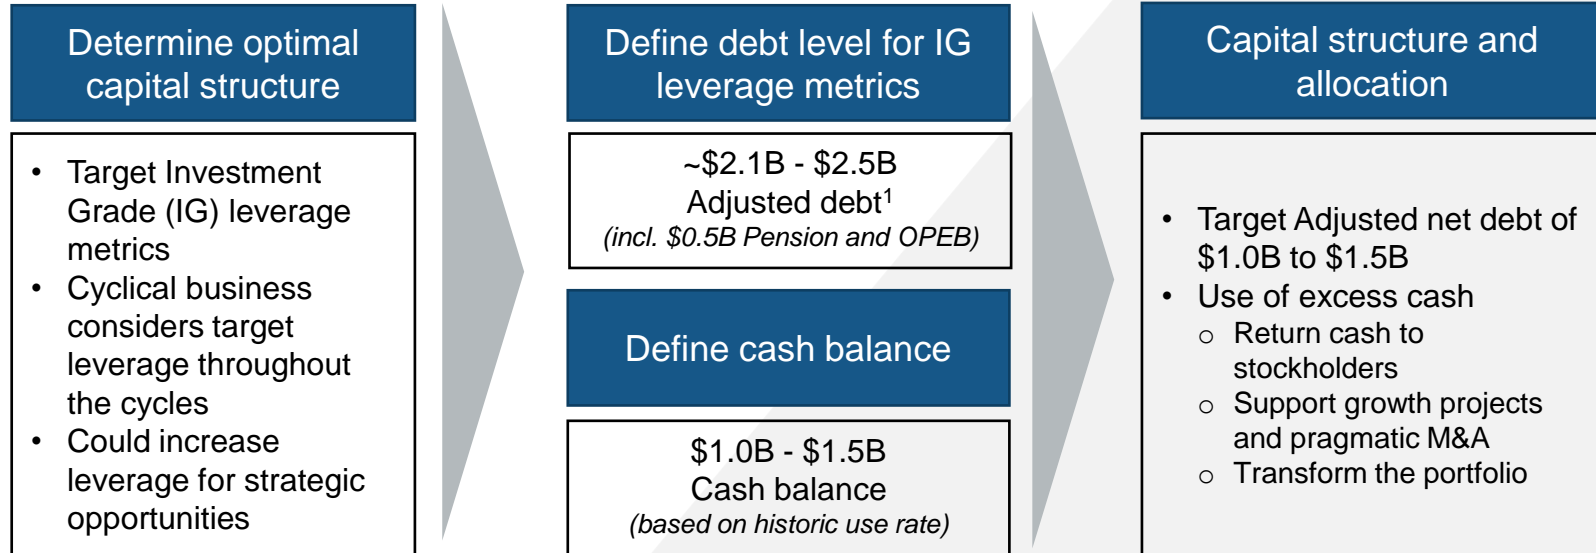 Determine optimal
capital structure
• Target Investment
Grade (IG) leverage
metrics
• Cyclical business
considers target
leverage throughout
the cycles
• Could increase
leverage for strategic
opportunities
Define debt level for IG
leverage metrics
~$2.1B - $2.5B
Adjusted debt¹
(incl. $0.5B Pension and OPEB)
Define cash balance
$1.0B - $1.5B
Cash balance
(based on historic use rate)
Capital structure and
allocation
• Target Adjusted net debt of
$1.0B to $1.5B
• Use of excess cash
o Return cash to
stockholders
o Support growth projects
and pragmatic M&A
o Transform the portfolio